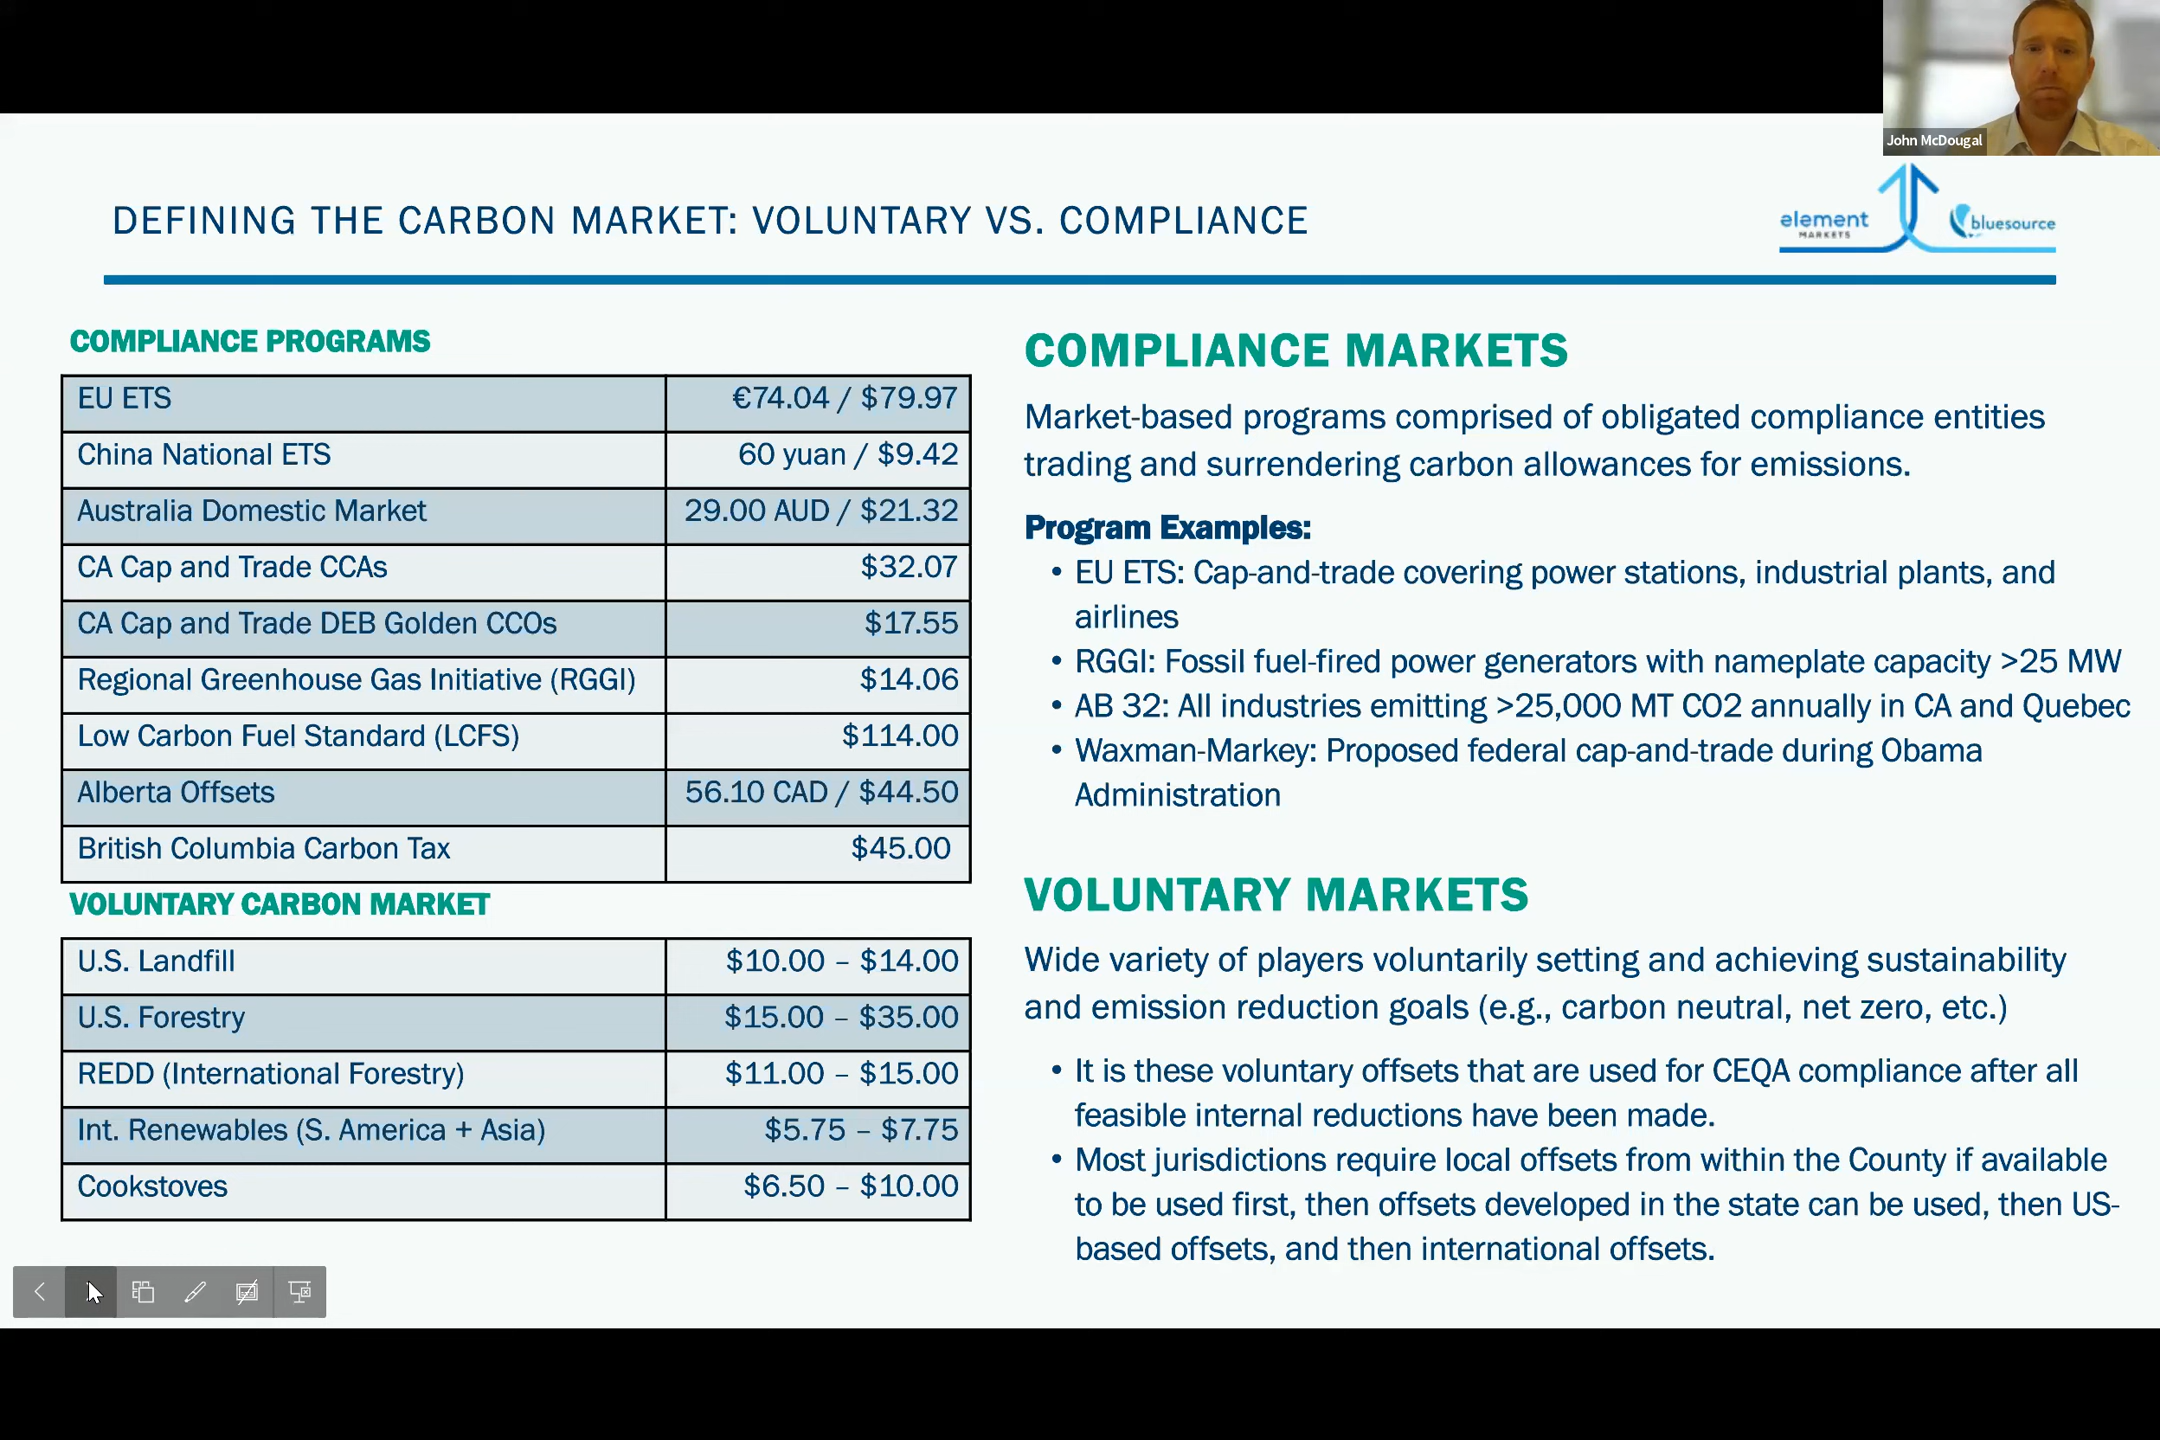 John McDougal
DEFINING THE CARBON MARKET: VOLUNTARY VS. COMPLIANCE
element
MARKETS
bluesource
COMPLIANCE PROGRAMS
EU ETS €74.04 / $79.97
China National ETS 60 yuan / $9.42
Australia Domestic Market 29.00 AUD / $21.32
CA Cap and Trade CCAs $32.07
CA Cap and Trade DEB Golden CCOs $17.55
Regional Greenhouse Gas Initiative (RGGI) $14.06
Low Carbon Fuel Standard (LCFS) $114.00
Alberta Offsets 56.10 CAD / $44.50
British Columbia Carbon Tax $45.00
VOLUNTARY CARBON MARKET
U.S. Landfill $10.00 – $14.00
U.S. Forestry $15.00 – $35.00
REDD (International Forestry) $11.00 – $15.00
Int. Renewables (S. America + Asia) $5.75 – $7.75
Cookstoves $6.50 – $10.00
COMPLIANCE MARKETS
Market-based programs comprised of obligated compliance entities
trading and surrendering carbon allowances for emissions.
Program Examples:
• EU ETS: Cap-and-trade covering power stations, industrial plants, and
airlines
• RGGI: Fossil fuel-fired power generators with nameplate capacity >25 MW
• AB 32: All industries emitting >25,000 MT CO2 annually in CA and Quebec
• Waxman-Markey: Proposed federal cap-and-trade during Obama
Administration
VOLUNTARY MARKETS
Wide variety of players voluntarily setting and achieving sustainability
and emission reduction goals (e.g., carbon neutral, net zero, etc.)
• It is these voluntary offsets that are used for CEQA compliance after all
feasible internal reductions have been made.
• Most jurisdictions require local offsets from within the County if available
to be used first, then offsets developed in the state can be used, then US-
based offsets, and then international offsets.